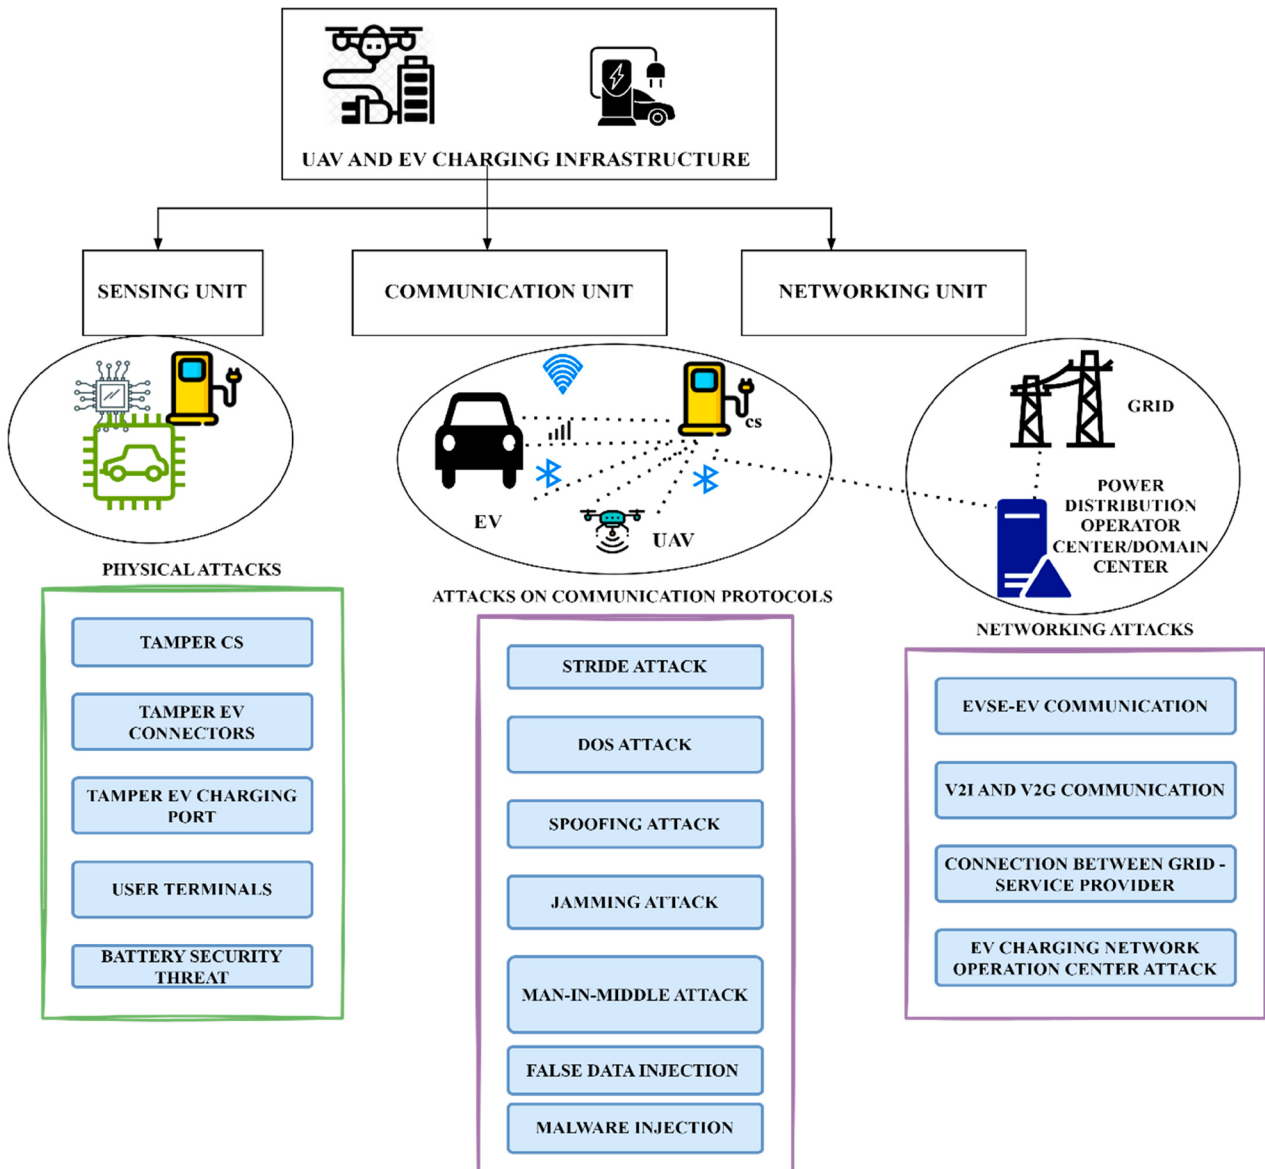 UAV AND EV CHARGING INFRASTRUCTURE
SENSING UNIT
COMMUNICATION UNIT
NETWORKING UNIT
CS
EV
UAV
GRID
POWER
DISTRIBUTION
OPERATOR
CENTER/DOMAIN
CENTER
PHYSICAL ATTACKS
TAMPER CS
TAMPER EV
CONNECTORS
TAMPER EV CHARGING
PORT
USER TERMINALS
BATTERY SECURITY
THREAT
ATTACKS ON COMMUNICATION PROTOCOLS
STRIDE ATTACK
DOS ATTACK
SPOOFING ATTACK
JAMMING ATTACK
MAN-IN-MIDDLE ATTACK
FALSE DATA INJECTION
MALWARE INJECTION
NETWORKING ATTACKS
EVSE-EV COMMUNICATION
V2I AND V2G COMMUNICATION
CONNECTION BETWEEN GRID -
SERVICE PROVIDER
EV CHARGING NETWORK
OPERATION CENTER ATTACK